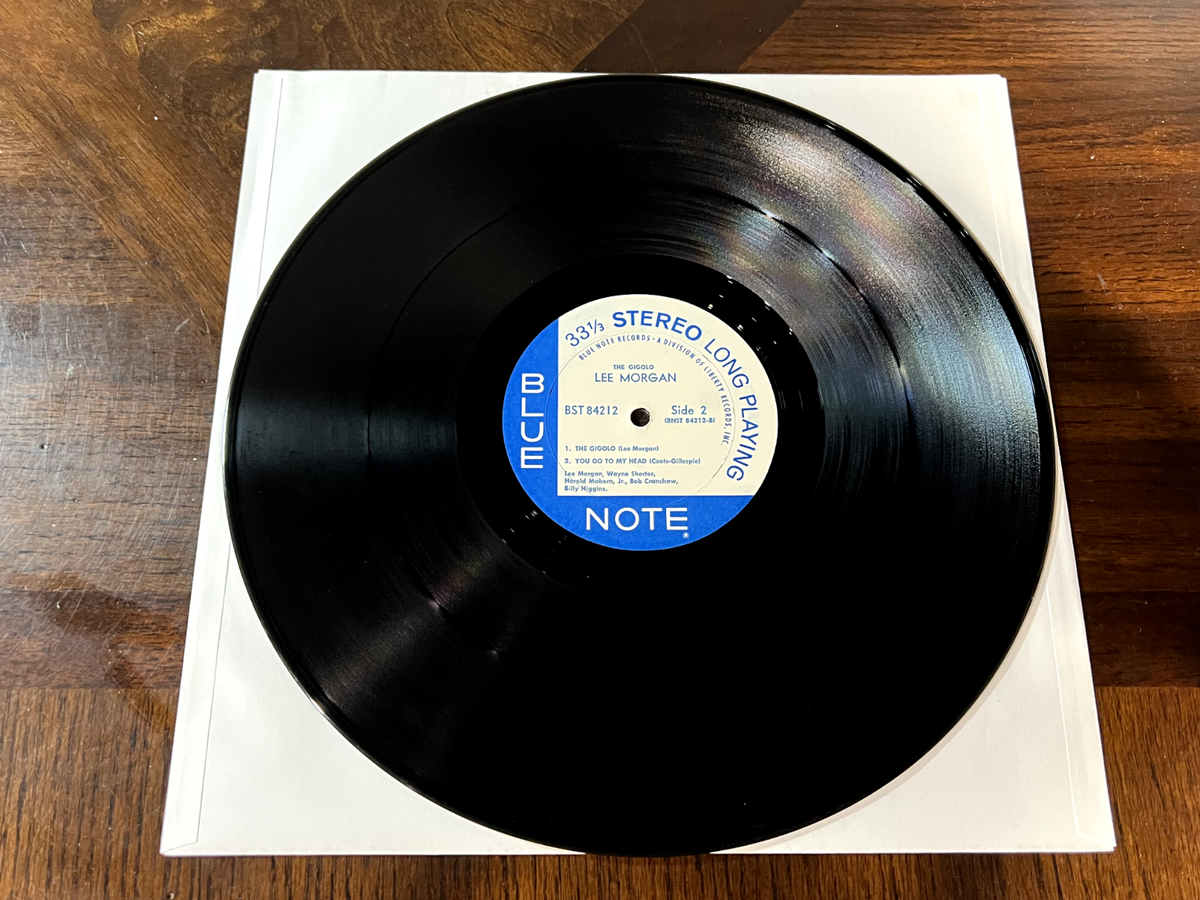 33⅓ STEREO LONG PLAYING
BLUE NOTE RECORDS • A DIVISION OF LIBERTY RECORDS, INC.
THE GIGOLO
LEE MORGAN
BST 84212
Side 2
(BNST 84212-B)
1. THE GIGOLO (Lee Morgan)
2. YOU GO TO MY HEAD (Coots-Gillespie)
Lee Morgan, Wayne Shorter,
Harold Mabern, Jr., Bob Cranshaw,
Billy Higgins.
BLUE
NOTE
®